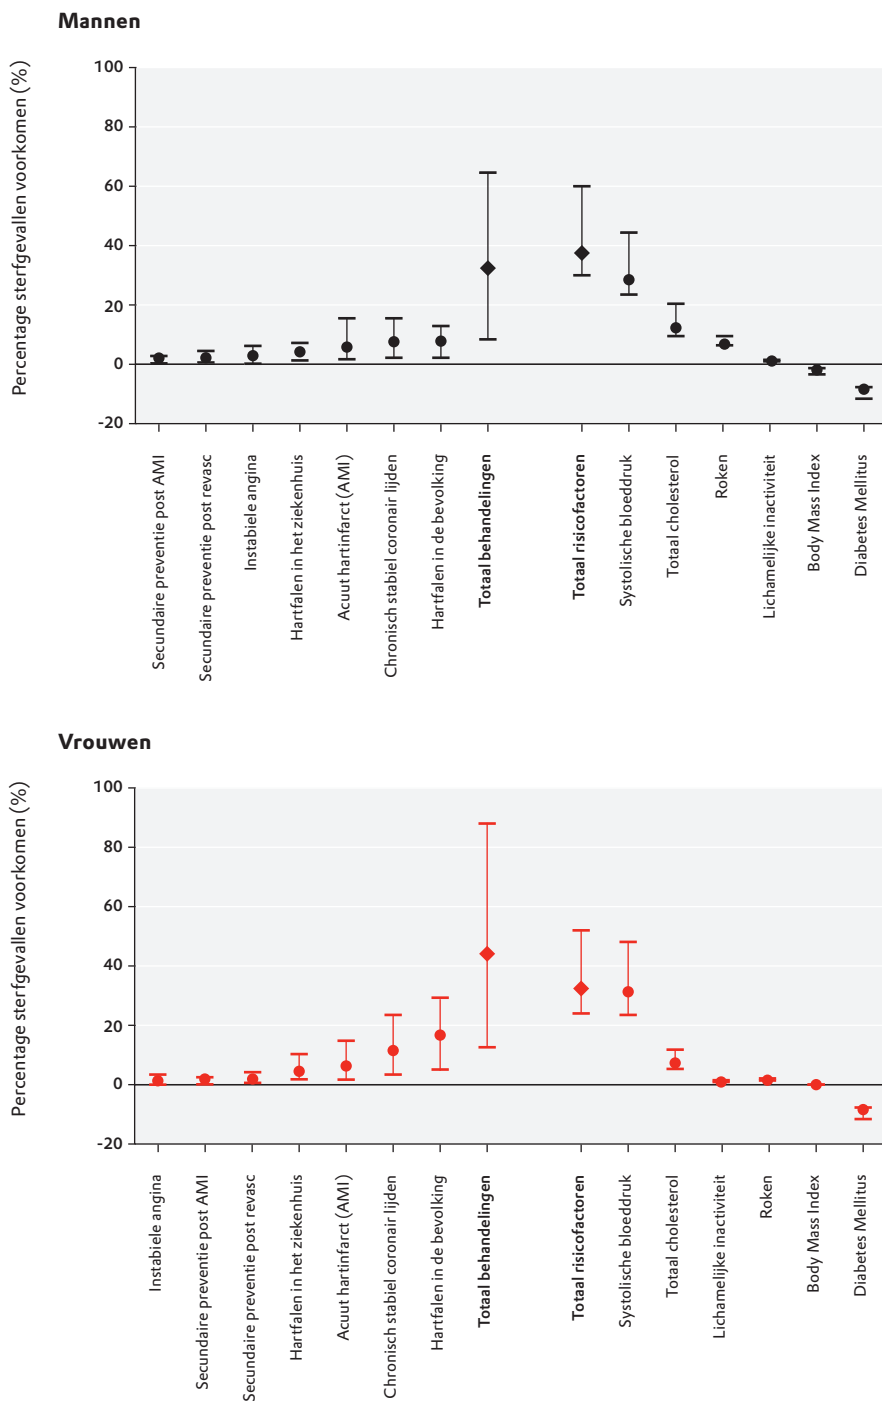 Mannen
Percentage sterfgevallen voorkomen (%)
100
80
60
40
20
0
-20
Secundaire preventie post AMI
Secundaire preventie post revasc
Instabiele angina
Hartfalen in het ziekenhuis
Acuut hartinfarct (AMI)
Chronisch stabiel coronair lijden
Hartfalen in de bevolking
Totaal behandelingen
Totaal risicofactoren
Systolische bloeddruk
Totaal cholesterol
Roken
Lichamelijke inactiviteit
Body Mass Index
Diabetes Mellitus
Vrouwen
Percentage sterfgevallen voorkomen (%)
100
80
60
40
20
0
-20
Instabiele angina
Secundaire preventie post AMI
Secundaire preventie post revasc
Hartfalen in het ziekenhuis
Acuut hartinfarct (AMI)
Chronisch stabiel coronair lijden
Hartfalen in de bevolking
Totaal behandelingen
Totaal risicofactoren
Systolische bloeddruk
Totaal cholesterol
Lichamelijke inactiviteit
Roken
Body Mass Index
Diabetes Mellitus